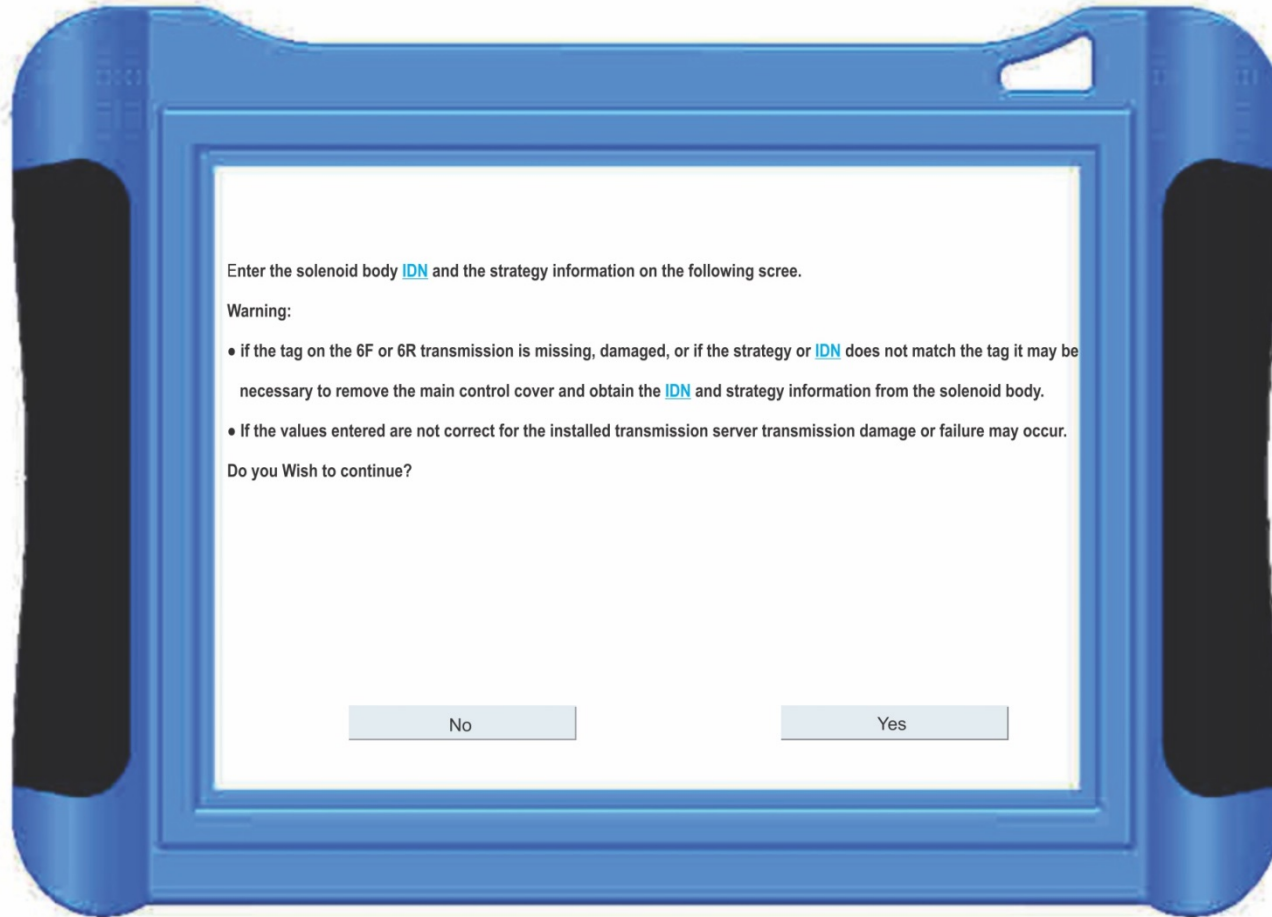 Enter the solenoid body IDN and the strategy information on the following scree.
Warning:
● if the tag on the 6F or 6R transmission is missing, damaged, or if the strategy or IDN does not match the tag it may be
necessary to remove the main control cover and obtain the IDN and strategy information from the solenoid body.
● If the values entered are not correct for the installed transmission server transmission damage or failure may occur.
Do you Wish to continue?
No
Yes